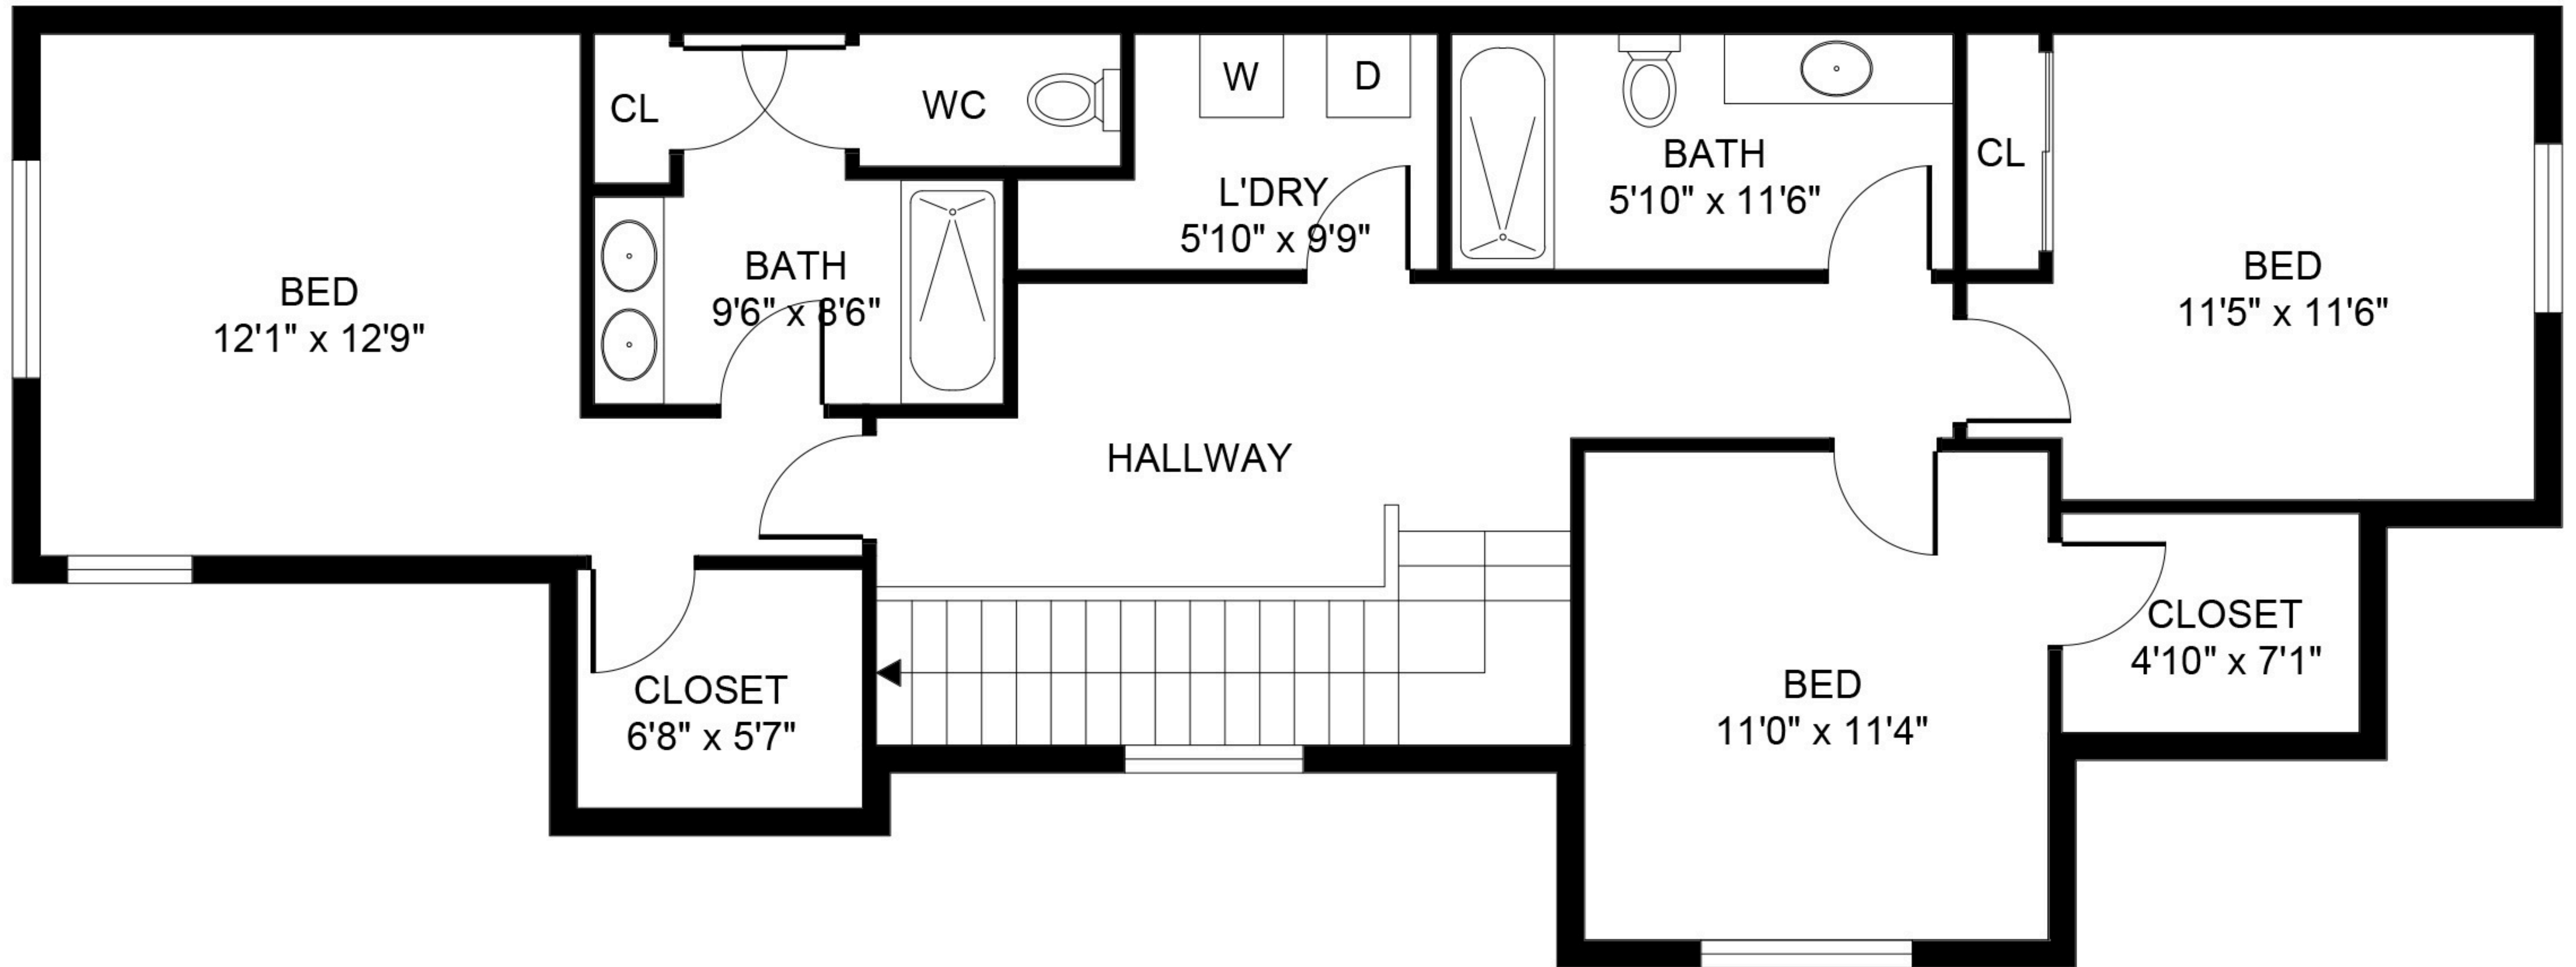 CL
WC
W
D
BATH
5'10" x 11'6"
CL
L'DRY
5'10" x 9'9"
BED
12'1" x 12'9"
BATH
9'6" x 8'6"
BED
11'5" x 11'6"
HALLWAY
CLOSET
6'8" x 5'7"
BED
11'0" x 11'4"
CLOSET
4'10" x 7'1"